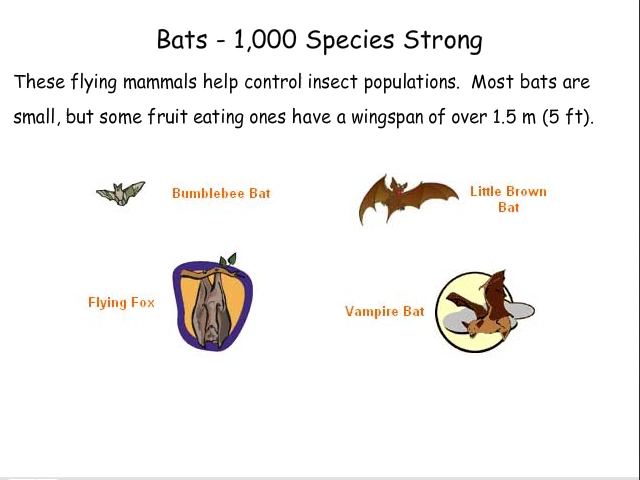 Bats - 1,000 Species Strong
These flying mammals help control insect populations.  Most bats are
small, but some fruit eating ones have a wingspan of over 1.5 m (5 ft).
Bumblebee Bat
Little Brown
Bat
Flying Fox
Vampire Bat